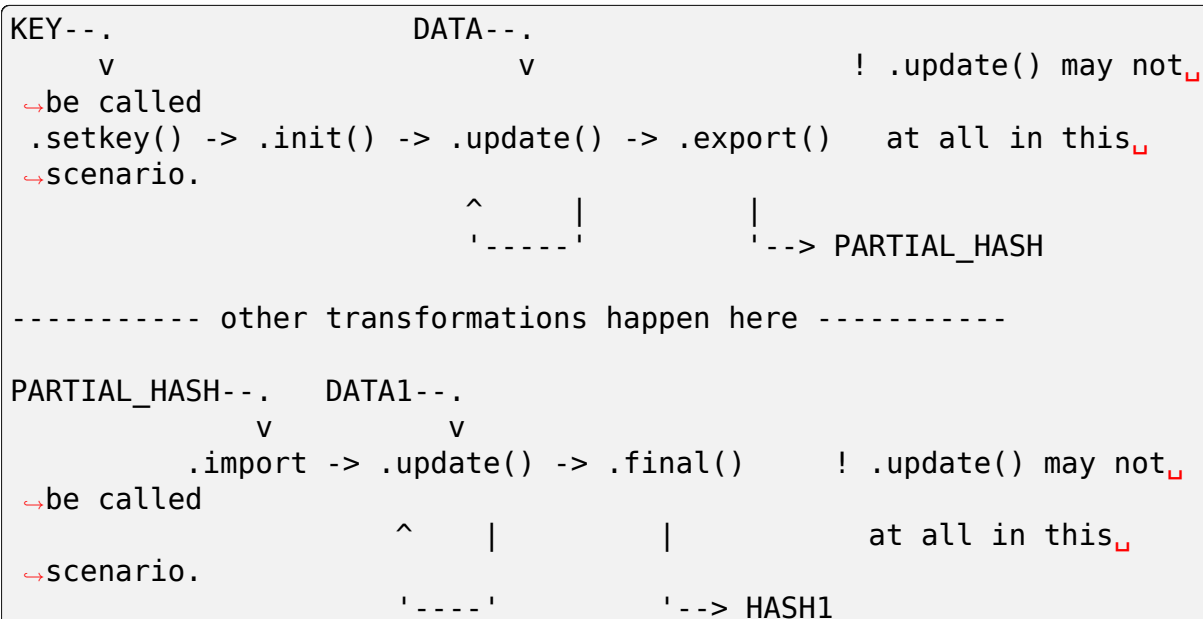 KEY--.                 DATA--.
     v                       v               ! .update() may not␣
↪be called
 .setkey() -> .init() -> .update() -> .export()   at all in this␣
↪scenario.
                         ^     |         |
                         '-----'         '--> PARTIAL_HASH

----------- other transformations happen here -----------

PARTIAL_HASH--.   DATA1--.
             v          v
         .import -> .update() -> .final()     ! .update() may not␣
↪be called
                     ^    |         |           at all in this␣
↪scenario.
                     '----'         '--> HASH1